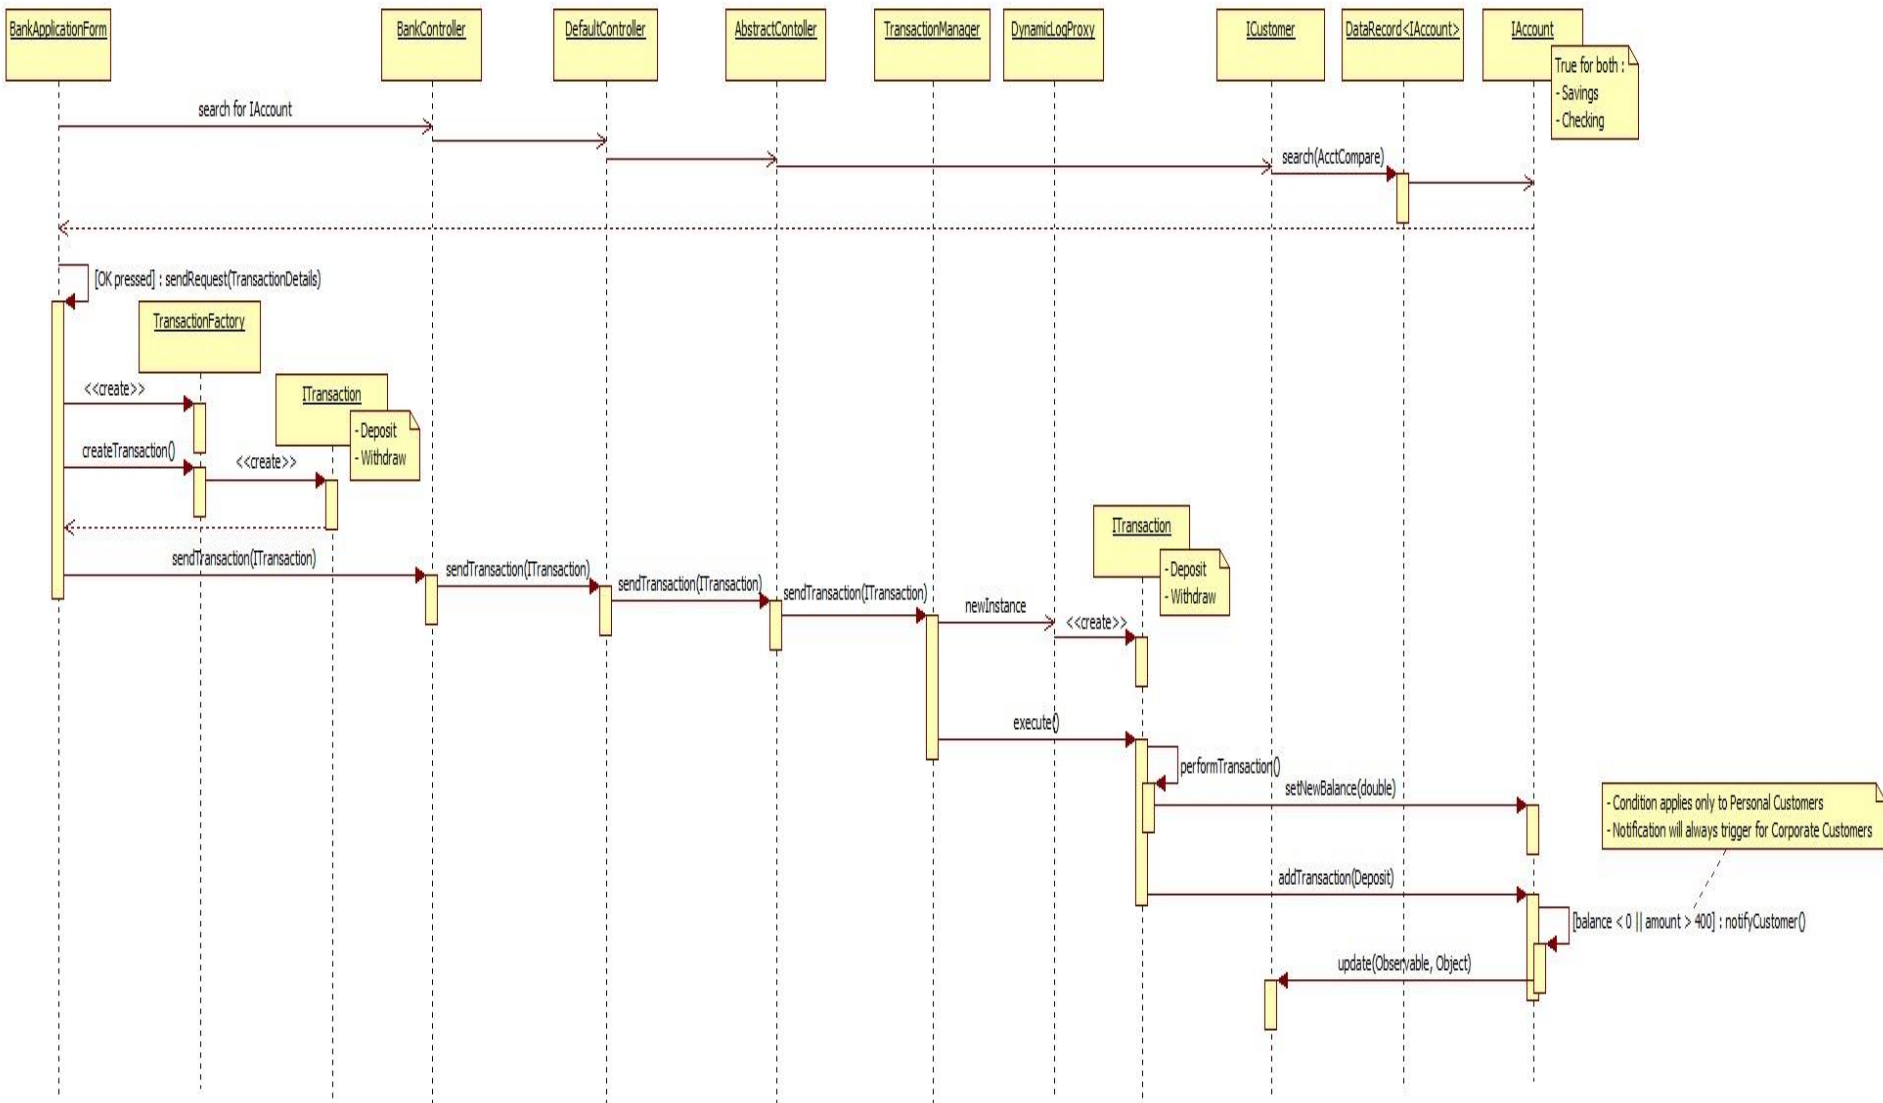 BankApplicationForm
BankController
DefaultController
AbstractContoller
TransactionManager
DynamicLogProxy
ICustomer
DataRecord<IAccount>
IAccount
True for both :
- Savings
- Checking
search for IAccount
search(AcctCompare)
[OK pressed] : sendRequest(TransactionDetails)
TransactionFactory
<<create>>
ITransaction
- Deposit
- Withdraw
createTransaction()
<<create>>
ITransaction
- Deposit
- Withdraw
sendTransaction(ITransaction)
sendTransaction(ITransaction)
sendTransaction(ITransaction)
sendTransaction(ITransaction)
newInstance
<<create>>
execute()
performTransaction()
setNewBalance(double)
- Condition applies only to Personal Customers
- Notification will always trigger for Corporate Customers
addTransaction(Deposit)
[balance < 0 || amount > 400] : notifyCustomer()
update(Observable, Object)